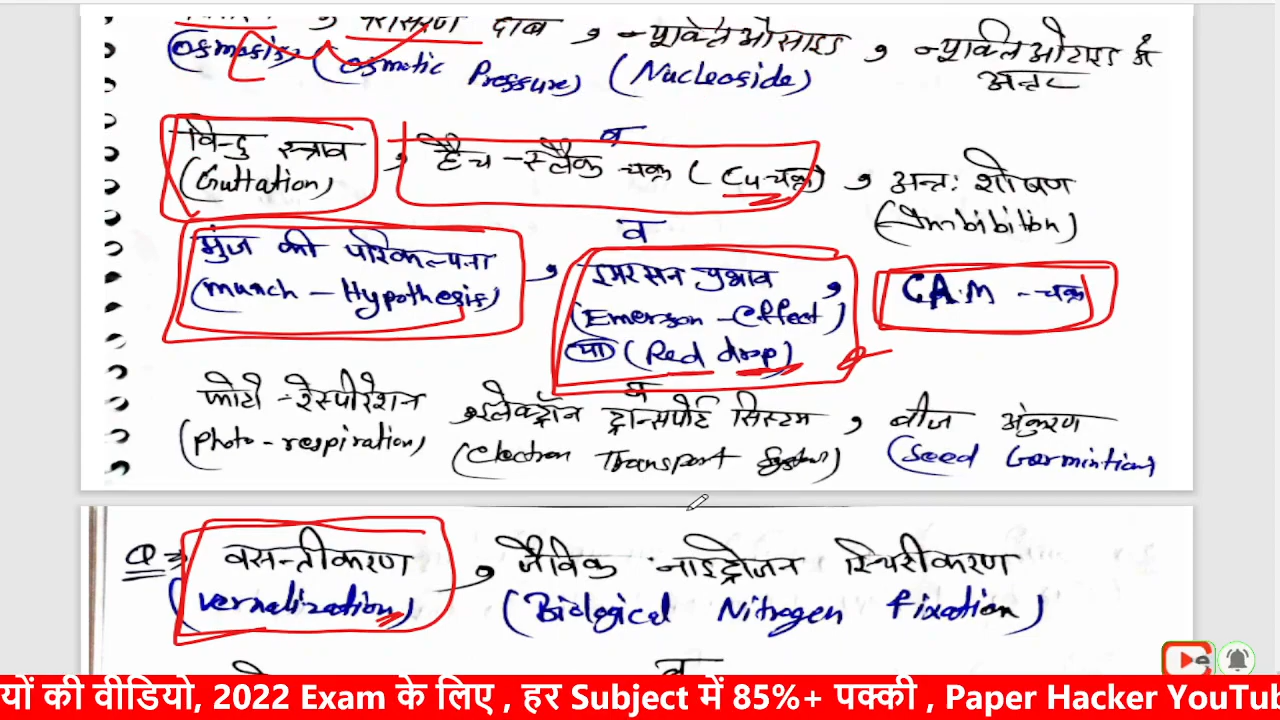 परासरण दाब , न्यूक्लिओसाइड , न्यूक्लिओटाइड में
(Osmosis) (Osmotic Pressure) (Nucleoside) अन्तर
बिन्दु स्त्राव , हैच-स्लैक चक्र ( C4-चक्र) , अन्तः शोषण
(Guttation) व (Imbibition)
मुंज की परिकल्पना , इमरसन प्रभाव , C.A.M - चक्र
(Munch - Hypothesis) व (Emerson - Effect)
या (Red drop)
फोटो - रेस्पीरेशन , इलेक्ट्रॉन ट्रान्सपोर्ट सिस्टम , बीज अंकुरण
(Photo - respiration) व (Electron Transport System) (Seed Germintion)
Q ⇒ वसन्तीकरण , जैविक नाइट्रोजन स्थिरीकरण
(Vernalization) (Biological Nitrogen fixation)
व
यों की वीडियो, 2022 Exam के लिए , हर Subject में 85%+ पक्की , Paper Hacker YouTub